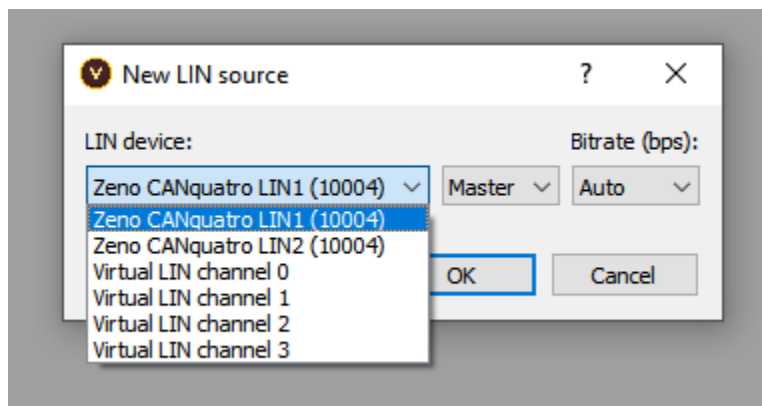 New LIN source ? X
LIN device: Bitrate (bps):
Zeno CANquatro LIN1 (10004) Master Auto
Zeno CANquatro LIN1 (10004)
Zeno CANquatro LIN2 (10004)
Virtual LIN channel 0
OK Cancel
Virtual LIN channel 1
Virtual LIN channel 2
Virtual LIN channel 3